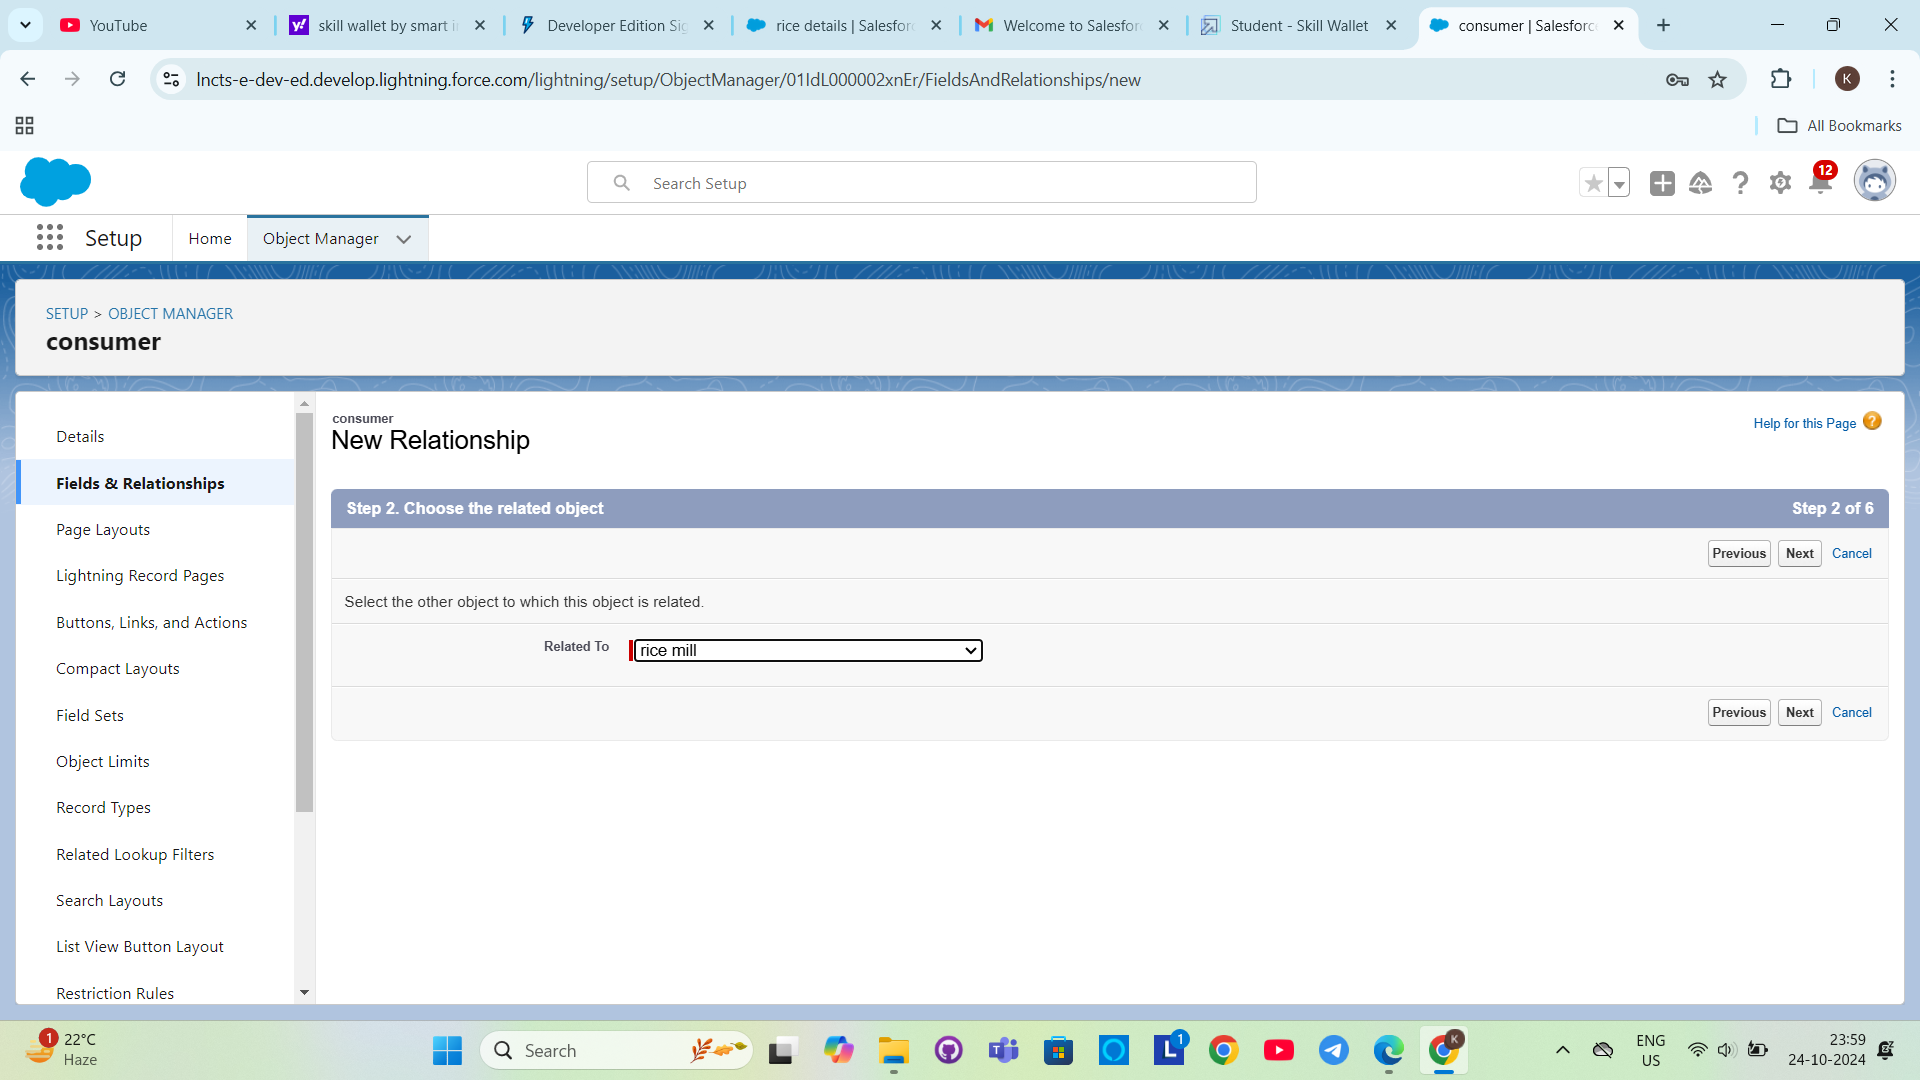 YouTube
skill wallet by smart in
Developer Edition Sig
rice details | Salesforc
Welcome to Salesforc
Student - Skill Wallet
consumer | Salesforce
lncts-e-dev-ed.develop.lightning.force.com/lightning/setup/ObjectManager/01IdL000002xnEr/FieldsAndRelationships/new
K
All Bookmarks
Search Setup
12
Setup
Home
Object Manager
SETUP > OBJECT MANAGER
consumer
Details
Fields & Relationships
Page Layouts
Lightning Record Pages
Buttons, Links, and Actions
Compact Layouts
Field Sets
Object Limits
Record Types
Related Lookup Filters
Search Layouts
List View Button Layout
Restriction Rules
consumer
New Relationship
Help for this Page
Step 2. Choose the related object
Step 2 of 6
Previous Next Cancel
Select the other object to which this object is related.
Related To
rice mill
Previous Next Cancel
1
22°C
Haze
Search
1
K
ENG
US
23:59
24-10-2024